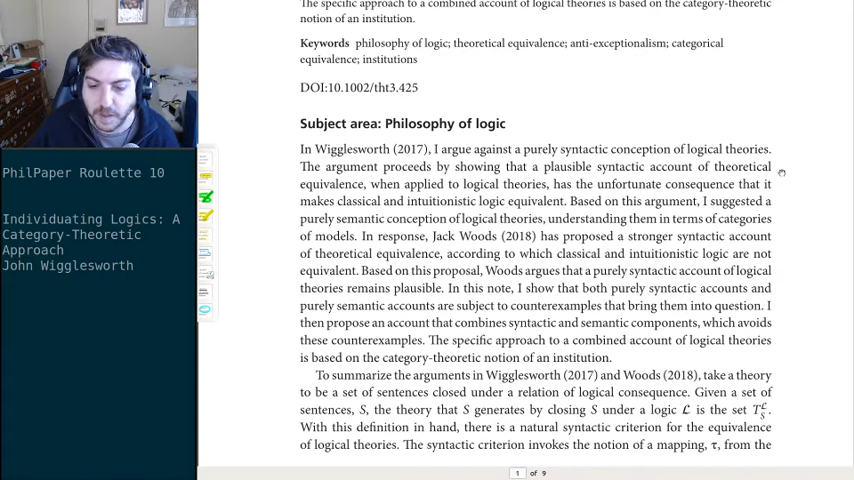 The specific approach to a combined account of logical theories is based on the category-theoretic
notion of an institution.
Keywords philosophy of logic; theoretical equivalence; anti-exceptionalism; categorical
equivalence; institutions
DOI:10.1002/tht3.425
Subject area: Philosophy of logic
In Wigglesworth (2017), I argue against a purely syntactic conception of logical theories.
The argument proceeds by showing that a plausible syntactic account of theoretical
equivalence, when applied to logical theories, has the unfortunate consequence that it
makes classical and intuitionistic logic equivalent. Based on this argument, I suggested a
purely semantic conception of logical theories, understanding them in terms of categories
of models. In response, Jack Woods (2018) has proposed a stronger syntactic account
of theoretical equivalence, according to which classical and intuitionistic logic are not
equivalent. Based on this proposal, Woods argues that a purely syntactic account of logical
theories remains plausible. In this note, I show that both purely syntactic accounts and
purely semantic accounts are subject to counterexamples that bring them into question. I
then propose an account that combines syntactic and semantic components, which avoids
these counterexamples. The specific approach to a combined account of logical theories
is based on the category-theoretic notion of an institution.
To summarize the arguments in Wigglesworth (2017) and Woods (2018), take a theory
to be a set of sentences closed under a relation of logical consequence. Given a set of
sentences, S, the theory that S generates by closing S under a logic ℒ is the set T_S^ℒ.
With this definition in hand, there is a natural syntactic criterion for the equivalence
of logical theories. The syntactic criterion invokes the notion of a mapping, τ, from the
1 of 9
PhilPaper Roulette 10
Individuating Logics: A
Category-Theoretic
Approach
John Wigglesworth